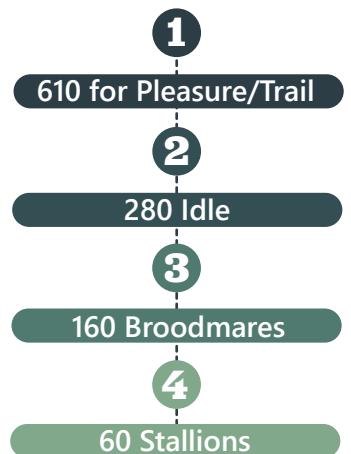 1
610 for Pleasure/Trail
2
280 Idle
3
160 Broodmares
4
60 Stallions